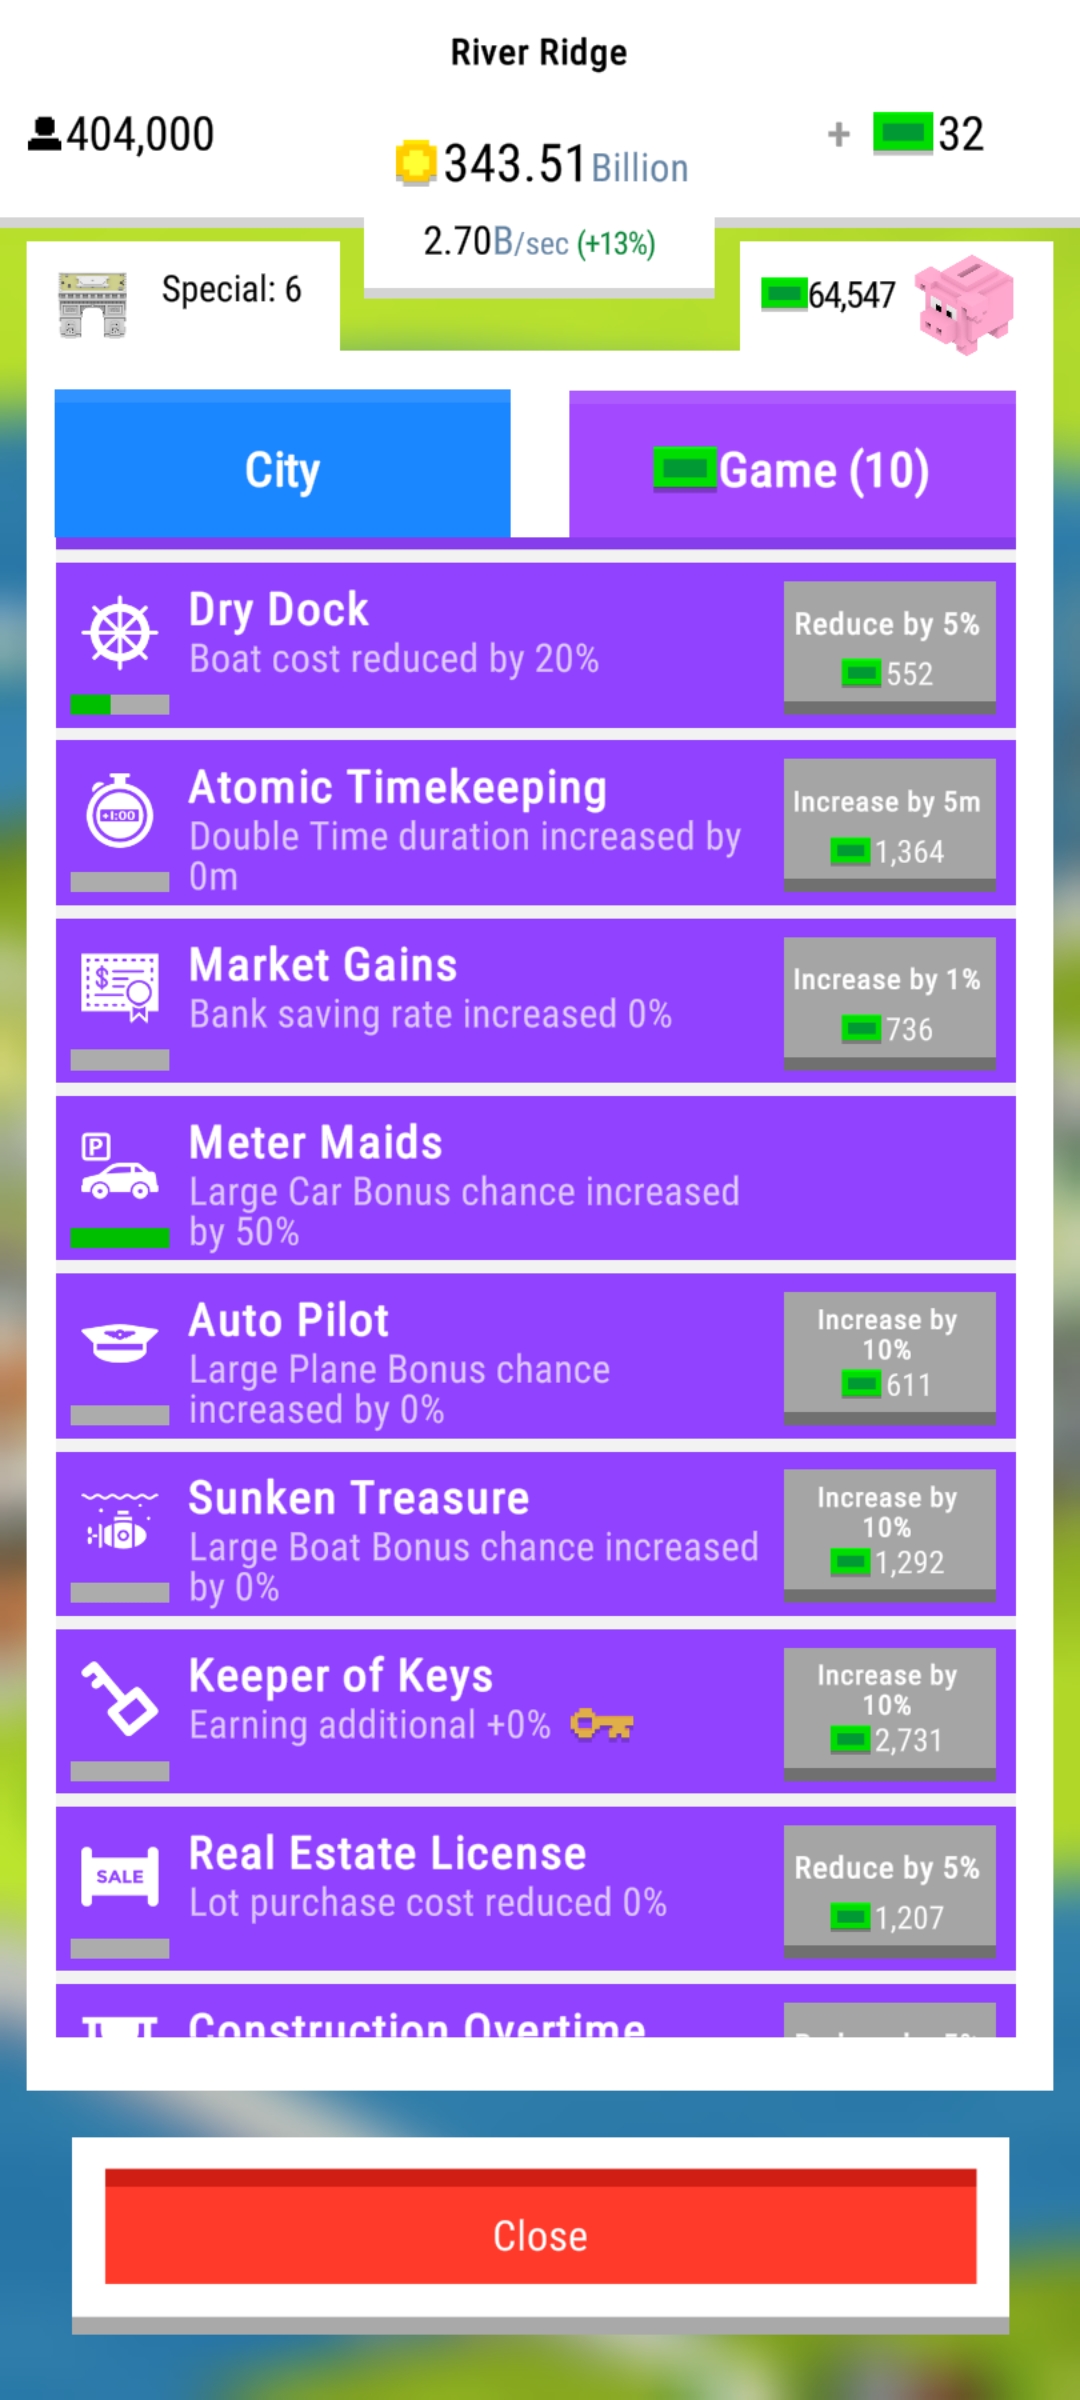 River Ridge
404,000
343.51 Billion
+ 32
2.70B/sec (+13%)
Special: 6
64,547
City
Game (10)
Dry Dock
Boat cost reduced by 20%
Reduce by 5%
552
+1:00
Atomic Timekeeping
Double Time duration increased by
0m
Increase by 5m
1,364
$
Market Gains
Bank saving rate increased 0%
Increase by 1%
736
P
Meter Maids
Large Car Bonus chance increased
by 50%
Auto Pilot
Large Plane Bonus chance
increased by 0%
Increase by
10%
611
Sunken Treasure
Large Boat Bonus chance increased
by 0%
Increase by
10%
1,292
Keeper of Keys
Earning additional +0%
Increase by
10%
2,731
SALE
Real Estate License
Lot purchase cost reduced 0%
Reduce by 5%
1,207
Construction Overtime
Close